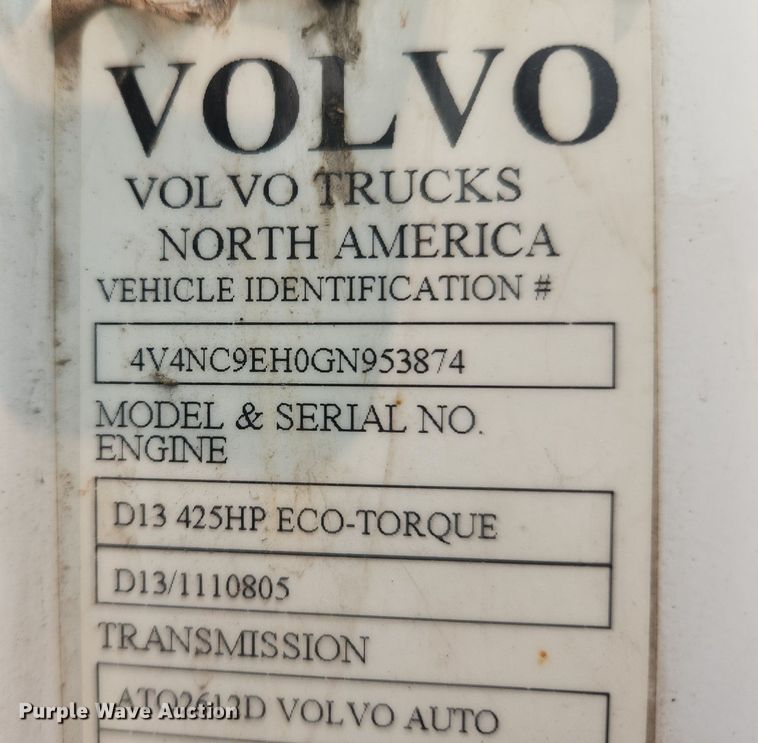 VOLVO
VOLVO TRUCKS
NORTH AMERICA
VEHICLE IDENTIFICATION #
4V4NC9EH0GN953874
MODEL & SERIAL NO.
ENGINE
D13 425HP ECO-TORQUE
D13/1110805
TRANSMISSION
ATO2612D VOLVO AUTO
Purple Wave Auction